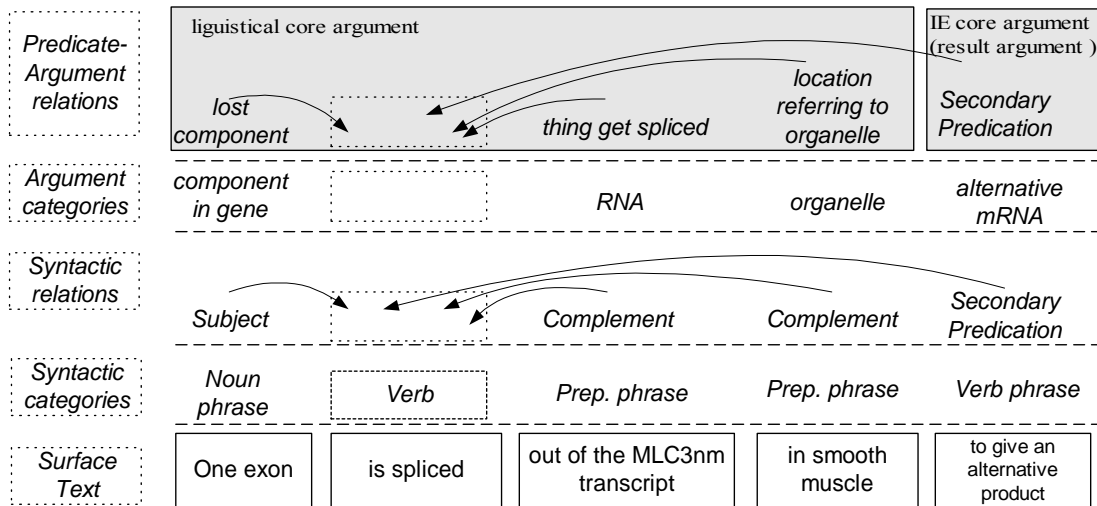 liguistical core argument
IE core argument
(result argument )
Predicate-
Argument
relations
lost
component
thing get spliced
location
referring to
organelle
Secondary
Predication
Argument
categories
component
in gene
RNA
organelle
alternative
mRNA
Syntactic
relations
Subject
Complement
Complement
Secondary
Predication
Syntactic
categories
Noun
phrase
Verb
Prep. phrase
Prep. phrase
Verb phrase
Surface
Text
One exon
is spliced
out of the MLC3nm
transcript
in smooth
muscle
to give an
alternative
product